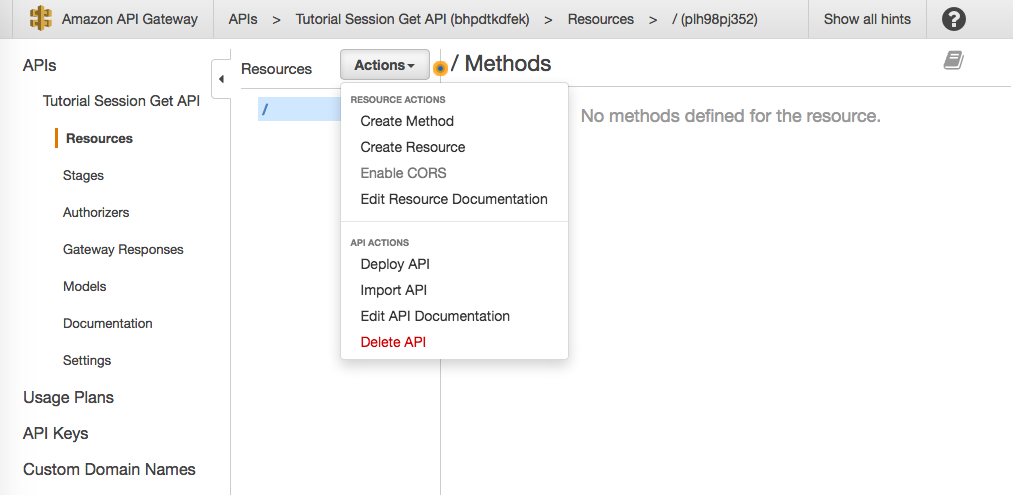 Amazon API Gateway APIs > Tutorial Session Get API (bhpdtkdfek) > Resources > / (plh98pj352) Show all hints ?
APIs
Tutorial Session Get API
Resources
Stages
Authorizers
Gateway Responses
Models
Documentation
Settings
Usage Plans
API Keys
Custom Domain Names
Resources Actions
/
RESOURCE ACTIONS
Create Method
Create Resource
Enable CORS
Edit Resource Documentation
API ACTIONS
Deploy API
Import API
Edit API Documentation
Delete API
/ Methods
No methods defined for the resource.